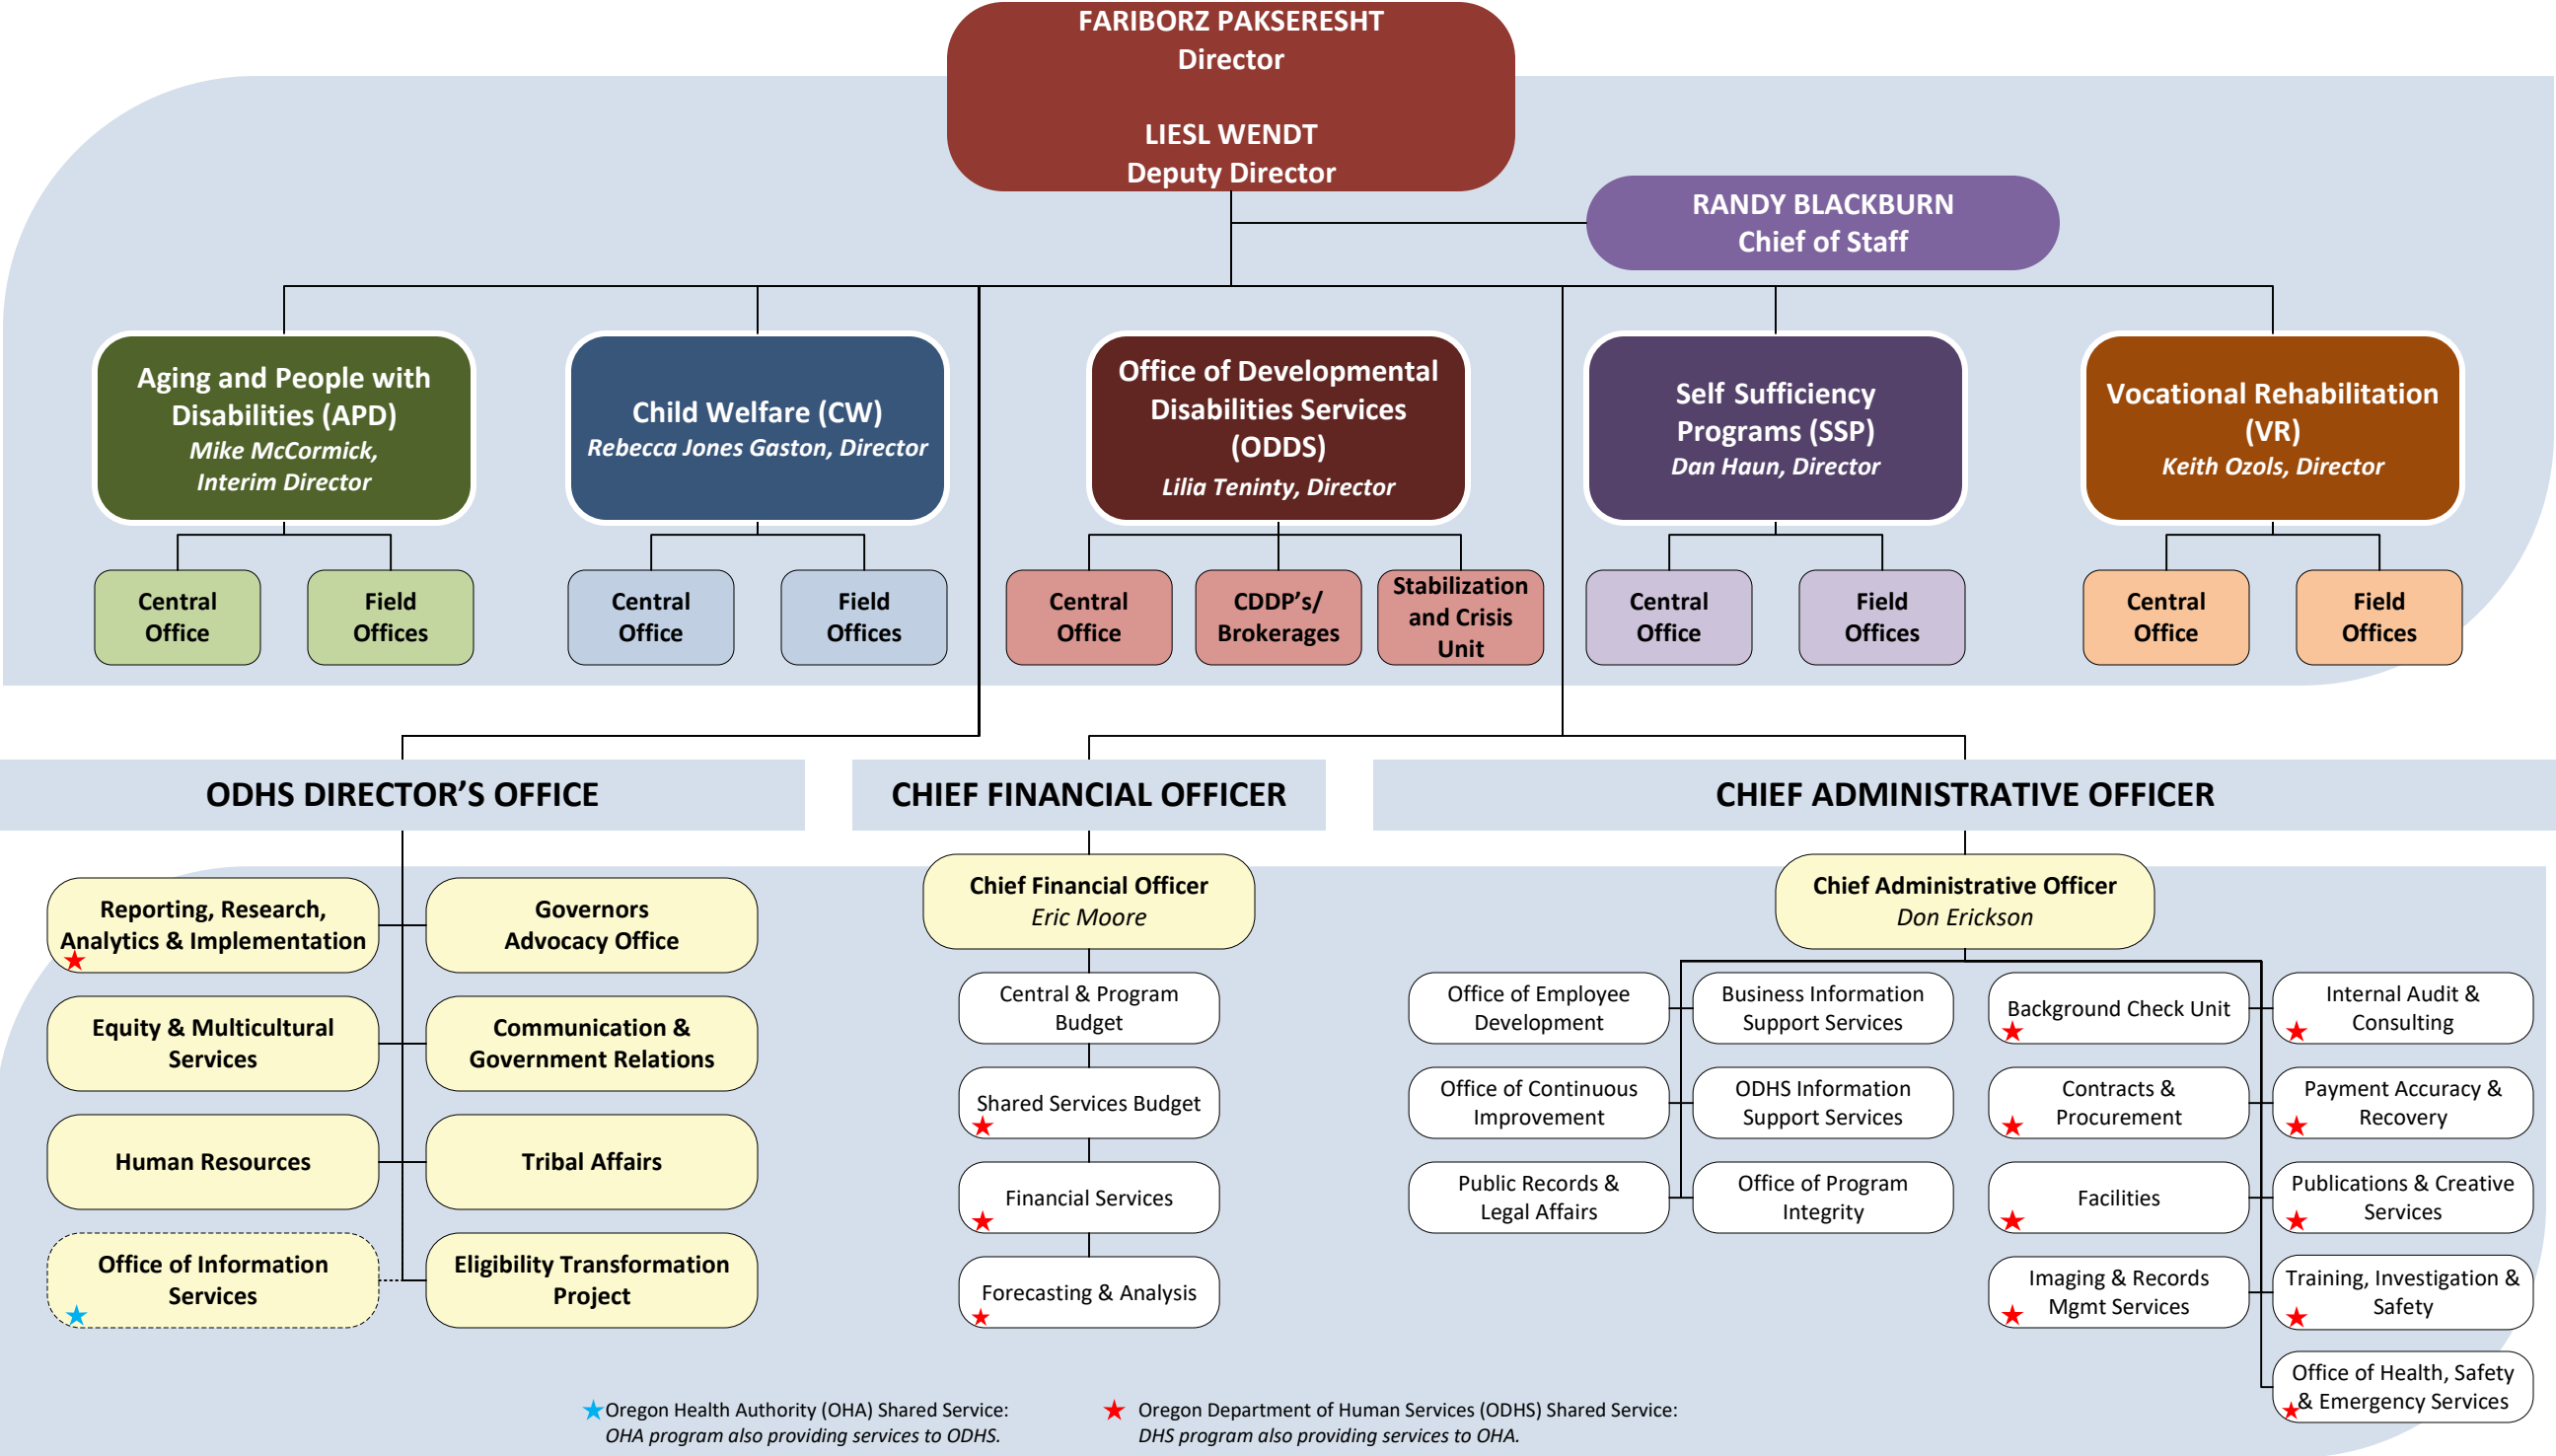 FARIBORZ PAKSERESHT
Director
LIESL WENDT
Deputy Director
RANDY BLACKBURN
Chief of Staff
Aging and People with
Disabilities (APD)
Mike McCormick,
Interim Director
Child Welfare (CW)
Rebecca Jones Gaston, Director
Office of Developmental
Disabilities Services
(ODDS)
Lilia Teninty, Director
Self Sufficiency
Programs (SSP)
Dan Haun, Director
Vocational Rehabilitation
(VR)
Keith Ozols, Director
Central
Office
Field
Offices
Central
Office
Field
Offices
Central
Office
CDDP's/
Brokerages
Stabilization
and Crisis
Unit
Central
Office
Field
Offices
Central
Office
Field
Offices
ODHS DIRECTOR'S OFFICE
CHIEF FINANCIAL OFFICER
CHIEF ADMINISTRATIVE OFFICER
Reporting, Research,
Analytics & Implementation
Governors
Advocacy Office
Equity & Multicultural
Services
Communication &
Government Relations
Human Resources
Tribal Affairs
Office of Information
Services
Eligibility Transformation
Project
Chief Financial Officer
Eric Moore
Central & Program
Budget
Shared Services Budget
Financial Services
Forecasting & Analysis
Chief Administrative Officer
Don Erickson
Office of Employee
Development
Business Information
Support Services
Background Check Unit
Internal Audit &
Consulting
Office of Continuous
Improvement
ODHS Information
Support Services
Contracts &
Procurement
Payment Accuracy &
Recovery
Public Records &
Legal Affairs
Office of Program
Integrity
Facilities
Publications & Creative
Services
Imaging & Records
Mgmt Services
Training, Investigation &
Safety
Office of Health, Safety
& Emergency Services
Oregon Health Authority (OHA) Shared Service:
OHA program also providing services to ODHS.
Oregon Department of Human Services (ODHS) Shared Service:
DHS program also providing services to OHA.